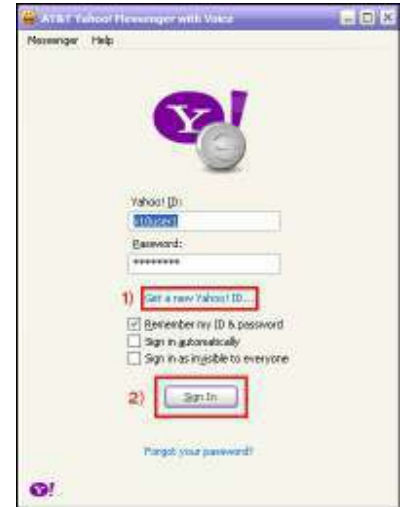 AT&T Yahoo! Messenger with Voice
Messenger Help
Y!
Yahoo! ID:
Password:
********
1) Get a new Yahoo! ID...
Remember my ID & password
Sign in automatically
Sign in as invisible to everyone
2) Sign In
Forgot your password?
Y!